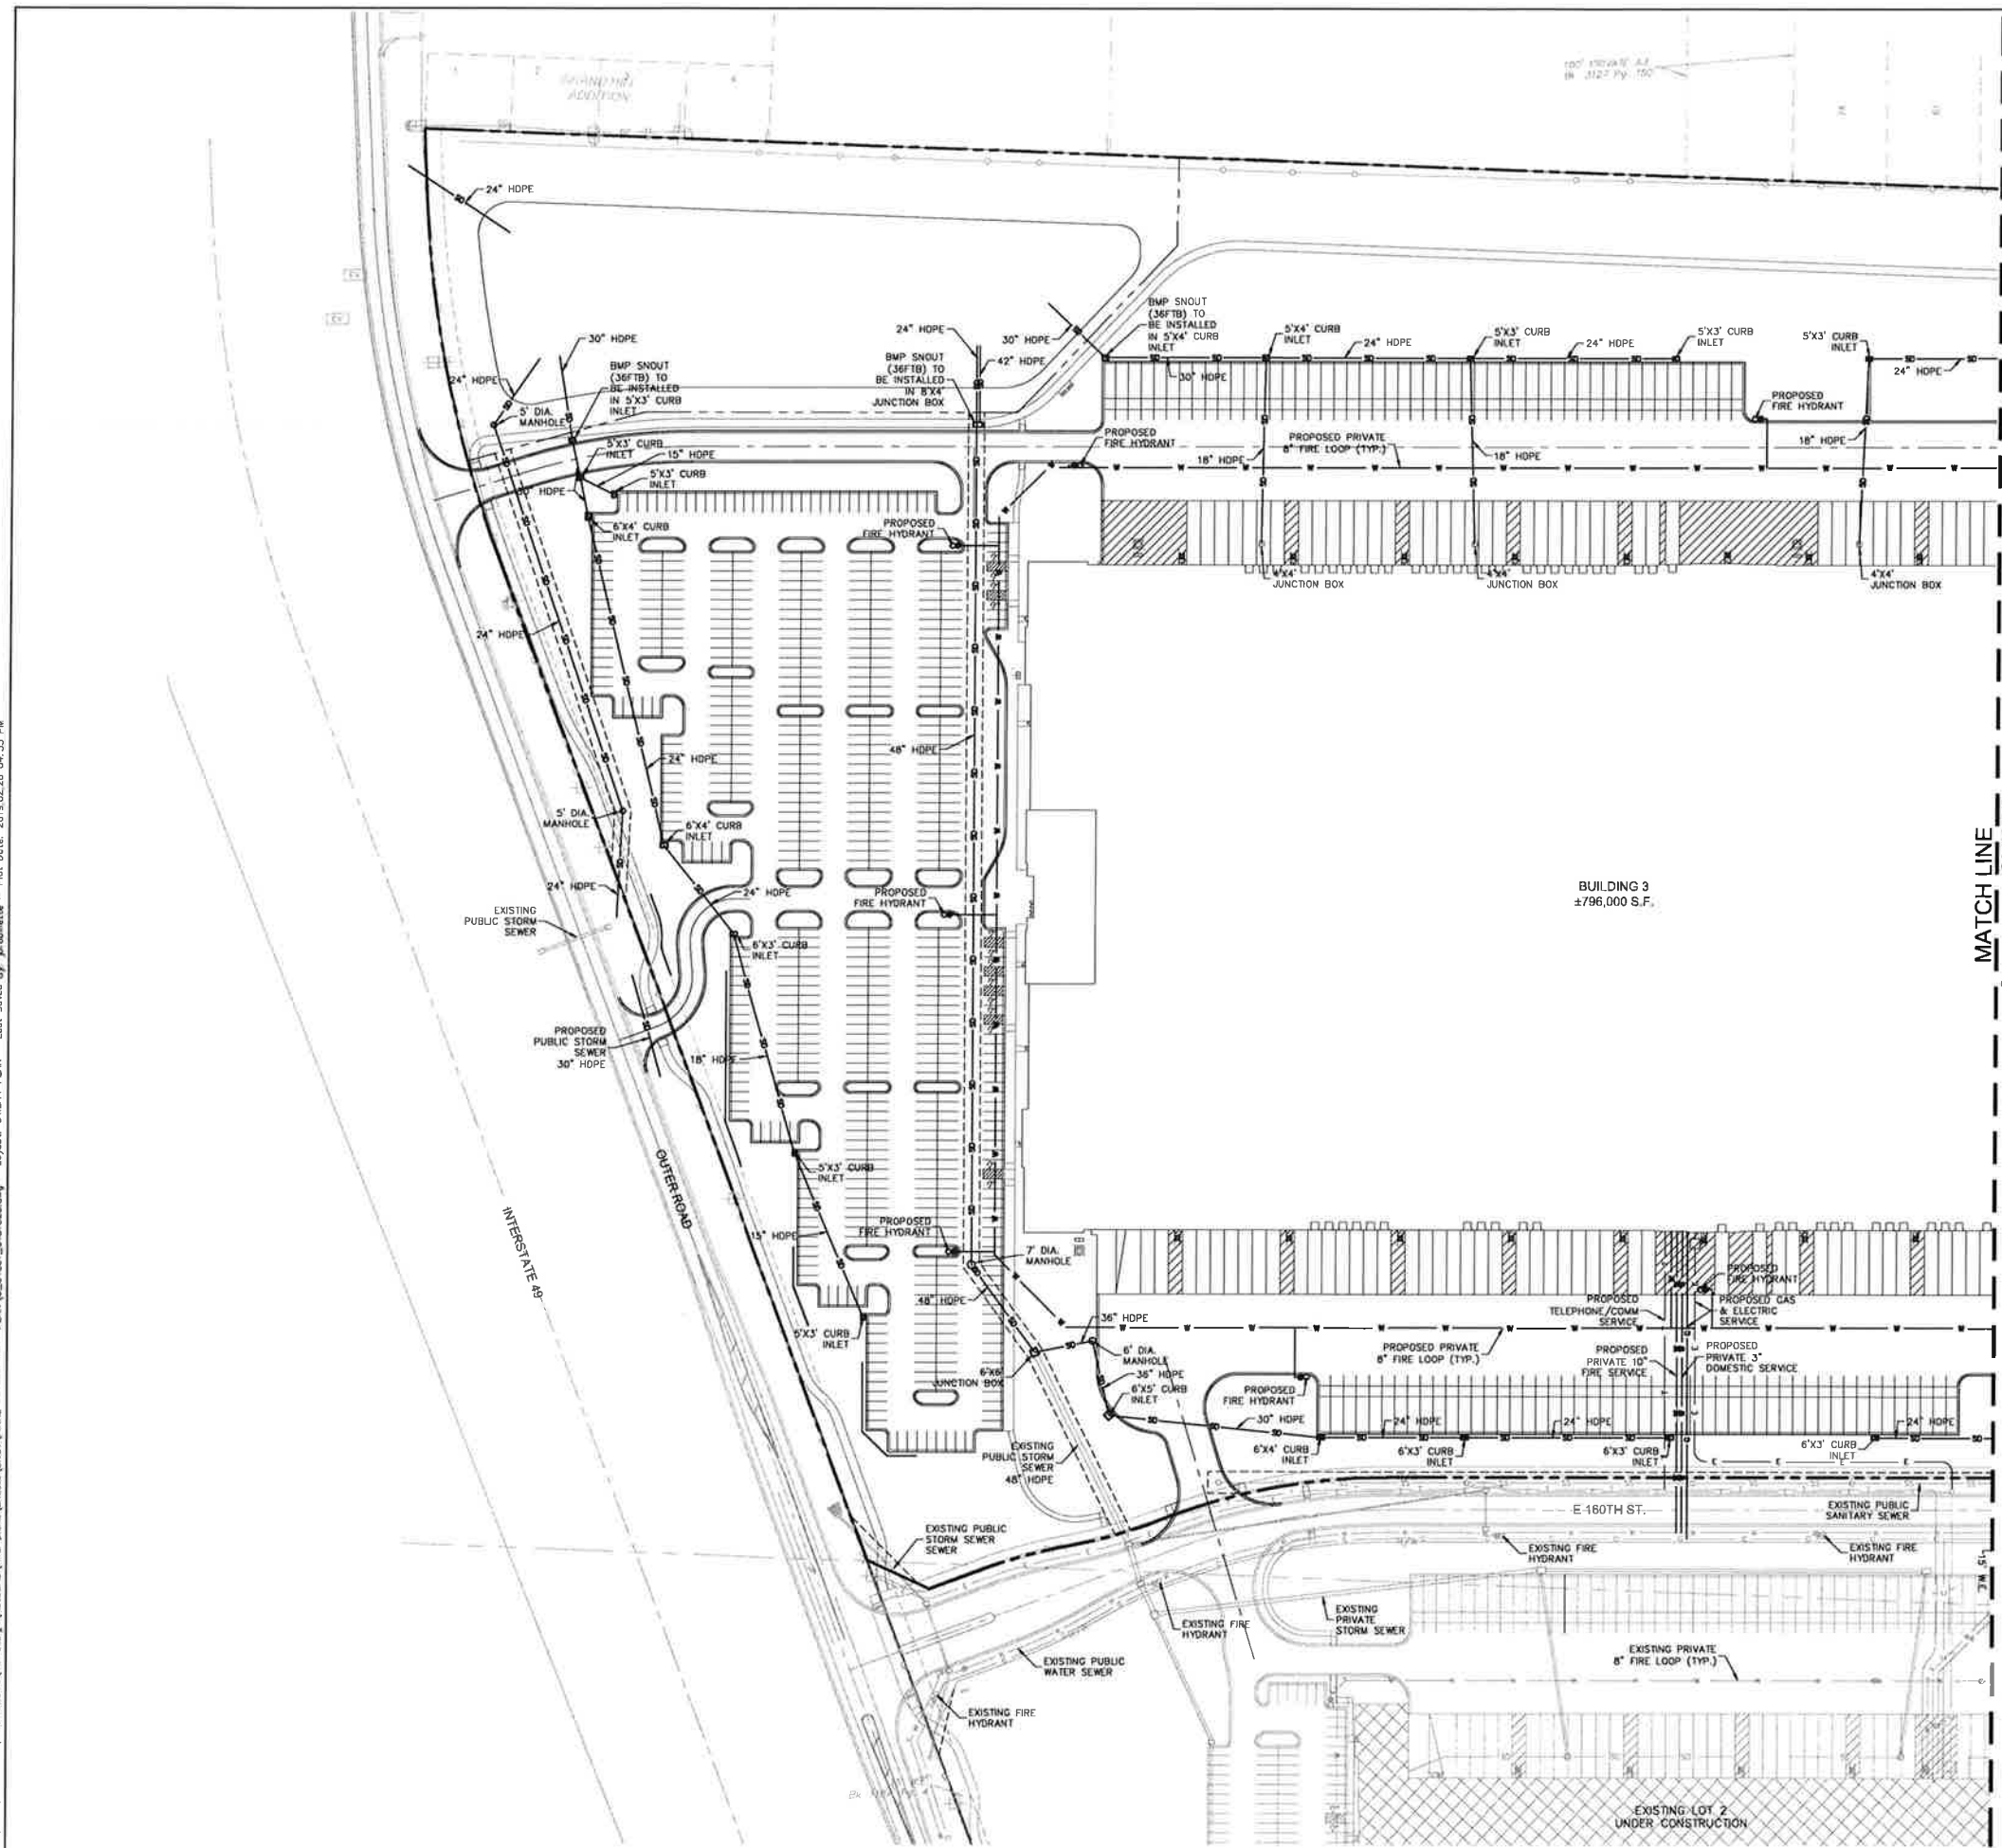 ADDITION
24" HDPE
30" HDPE
BMP SNOUT
(36FTB) TO
BE INSTALLED
IN 5'X3' CURB
INLET
24" HDPE
5' DIA.
MANHOLE
5'X3' CURB
INLET
15" HDPE
5'X3' CURB
INLET
30" HDPE
6'X4' CURB
INLET
24" HDPE
42" HDPE
BMP SNOUT
(36FTB) TO
BE INSTALLED
IN 8'X4'
JUNCTION BOX
30" HDPE
BMP SNOUT
(36FTB) TO
BE INSTALLED
IN 5'X4' CURB
INLET
30" HDPE
5'X4' CURB
INLET
24" HDPE
5'X3' CURB
INLET
24" HDPE
5'X3' CURB
INLET
5'X3' CURB
INLET
24" HDPE
PROPOSED
FIRE HYDRANT
PROPOSED
FIRE HYDRANT
18" HDPE
PROPOSED PRIVATE
8" FIRE LOOP (TYP.)
18" HDPE
18" HDPE
PROPOSED
FIRE HYDRANT
4'X4'
JUNCTION BOX
4'X4'
JUNCTION BOX
4'X4'
JUNCTION BOX
24" HDPE
48" HDPE
24" HDPE
5' DIA.
MANHOLE
6'X4' CURB
INLET
24" HDPE
24" HDPE
EXISTING
PUBLIC STORM
SEWER
PROPOSED
FIRE HYDRANT
6'X3' CURB
INLET
BUILDING 3
±796,000 S.F.
MATCH LINE
PROPOSED
PUBLIC STORM
SEWER
30" HDPE
18" HDPE
5'X3' CURB
INLET
OUTER ROAD
INTERSTATE 49
15" HDPE
PROPOSED
FIRE HYDRANT
7' DIA.
MANHOLE
48" HDPE
5'X3' CURB
INLET
36" HDPE
6' DIA.
MANHOLE
6'X6'
JUNCTION BOX
36" HDPE
6'X5' CURB
INLET
30" HDPE
PROPOSED
FIRE HYDRANT
PROPOSED PRIVATE
8" FIRE LOOP (TYP.)
PROPOSED
TELEPHONE/COMM
SERVICE
PROPOSED
FIRE HYDRANT
PROPOSED GAS
& ELECTRIC
SERVICE
PROPOSED
PRIVATE 10"
FIRE SERVICE
PROPOSED
PRIVATE 3"
DOMESTIC SERVICE
24" HDPE
24" HDPE
24" HDPE
6'X4' CURB
INLET
6'X3' CURB
INLET
6'X3' CURB
INLET
6'X3' CURB
INLET
EXISTING
PUBLIC STORM
SEWER
48" HDPE
E 160TH ST.
EXISTING PUBLIC
SANITARY SEWER
EXISTING PUBLIC
STORM SEWER
SEWER
EXISTING FIRE
HYDRANT
EXISTING FIRE
HYDRANT
15' W.E.
EXISTING FIRE
HYDRANT
EXISTING
PRIVATE
STORM SEWER
EXISTING PUBLIC
WATER SEWER
EXISTING PRIVATE
8" FIRE LOOP (TYP.)
EXISTING FIRE
HYDRANT
EXISTING LOT 2
UNDER CONSTRUCTION